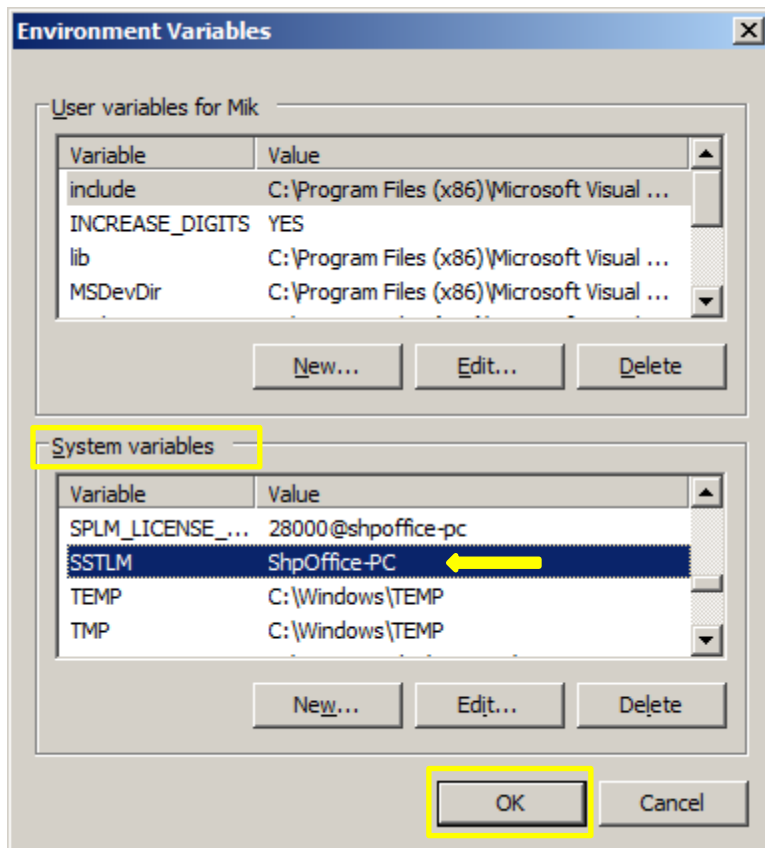 Environment Variables
User variables for Mik
Variable Value
include C:\Program Files (x86)\Microsoft Visual ...
INCREASE_DIGITS YES
lib C:\Program Files (x86)\Microsoft Visual ...
MSDevDir C:\Program Files (x86)\Microsoft Visual ...
New... Edit... Delete
System variables
Variable Value
SPLM_LICENSE_... 28000@shpoffice-pc
SSTLM ShpOffice-PC
TEMP C:\Windows\TEMP
TMP C:\Windows\TEMP
New... Edit... Delete
OK Cancel